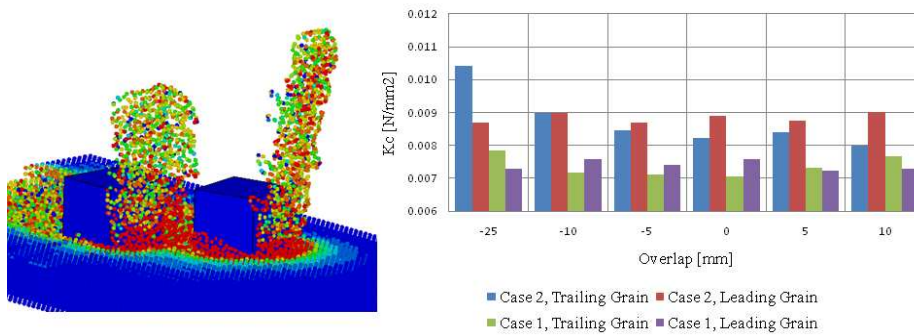 0.012
0.011
0.010
0.009
0.008
0.007
0.006
Kc [N/mm2]
-25 -10 -5 0 5 10
Overlap [mm]
Case 2, Trailing Grain Case 2, Leading Grain
Case 1, Trailing Grain Case 1, Leading Grain